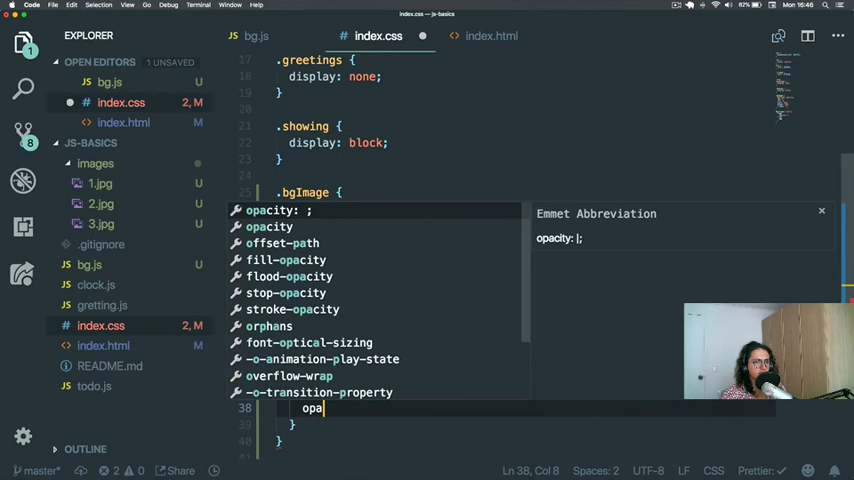 Code File Edit Selection View Go Debug Terminal Window Help
82% Mon 16:46
index.css — js-basics
EXPLORER
JS bg.js
# index.css
<> index.html
OPEN EDITORS 1 UNSAVED
JS bg.js U
# index.css 2, M
<> index.html U
JS-BASICS
images
1.jpg U
2.jpg U
3.jpg U
.gitignore
JS bg.js U
JS clock.js
JS gretting.js
# index.css 2, M
<> index.html M
README.md
JS todo.js
OUTLINE
1
8
17 .greetings {
18 display: none;
19 }
20
21 .showing {
22 display: block;
23 }
24
25 .bgImage {
opacity: ;
opacity
offset-path
fill-opacity
flood-opacity
stop-opacity
stroke-opacity
orphans
font-optical-sizing
-o-animation-play-state
overflow-wrap
-o-transition-property
Emmet Abbreviation
opacity: |;
38 opa
39 }
40 }
41
master* 2 0 Share
Ln 38, Col 8 Spaces: 2 UTF-8 LF CSS Prettier: ✓